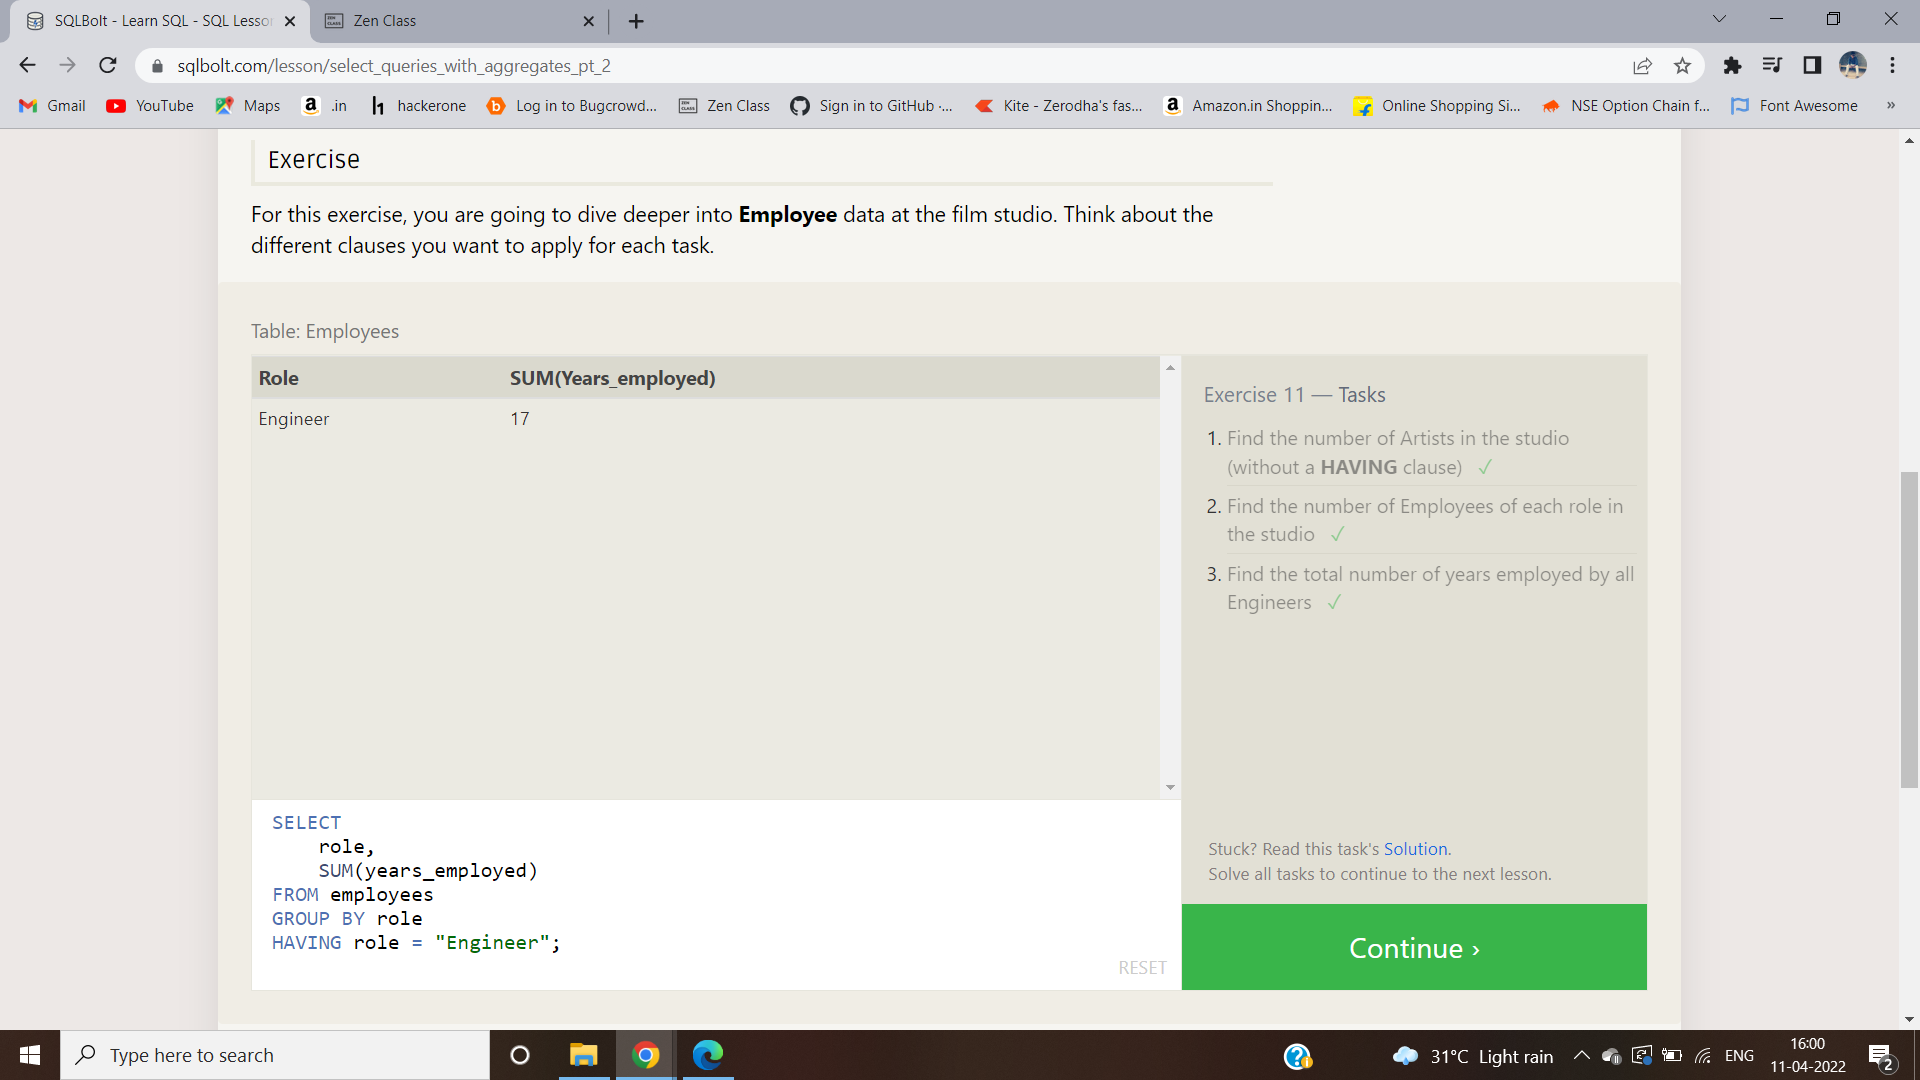 SQLBolt - Learn SQL - SQL Lesson
Zen Class
sqlbolt.com/lesson/select_queries_with_aggregates_pt_2
Gmail YouTube Maps .in hackerone Log in to Bugcrowd... Zen Class Sign in to GitHub ·... Kite - Zerodha's fas... Amazon.in Shoppin... Online Shopping Si... NSE Option Chain f... Font Awesome »
Exercise
For this exercise, you are going to dive deeper into Employee data at the film studio. Think about the
different clauses you want to apply for each task.
Table: Employees
Role SUM(Years_employed)
Engineer 17
SELECT
role,
SUM(years_employed)
FROM employees
GROUP BY role
HAVING role = "Engineer";
RESET
Exercise 11 — Tasks
1. Find the number of Artists in the studio
(without a HAVING clause) ✓
2. Find the number of Employees of each role in
the studio ✓
3. Find the total number of years employed by all
Engineers ✓
Stuck? Read this task's Solution.
Solve all tasks to continue to the next lesson.
Continue ›
Type here to search
31°C Light rain
ENG
16:00
11-04-2022
2